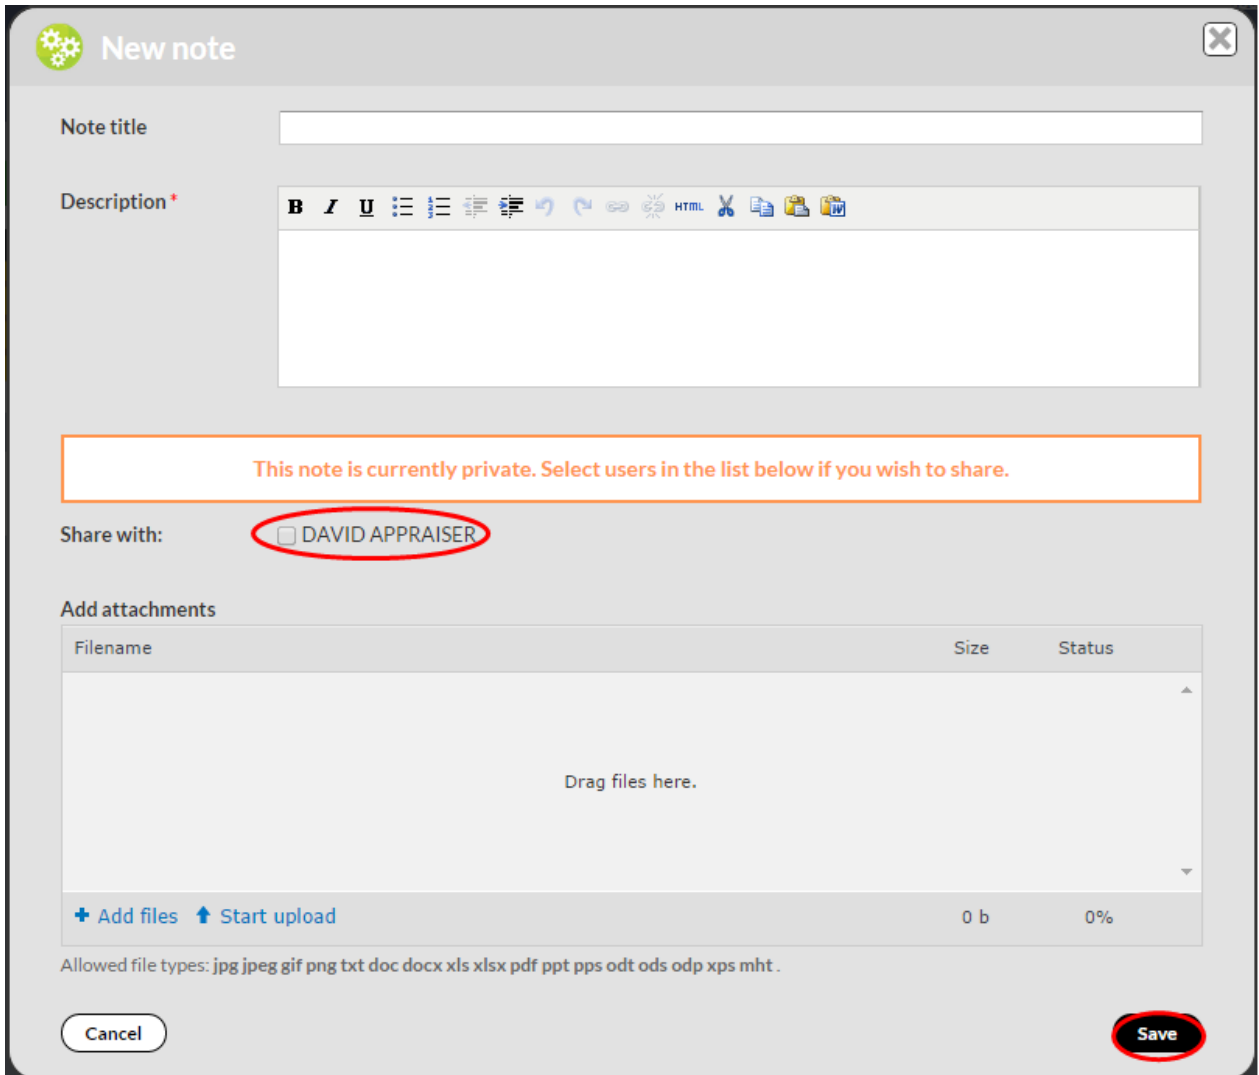 New note
Note title
Description *
B I U HTML
This note is currently private. Select users in the list below if you wish to share.
Share with: DAVID APPRAISER
Add attachments
Filename Size Status
Drag files here.
Add files Start upload 0 b 0%
Allowed file types: jpg jpeg gif png txt doc docx xls xlsx pdf ppt pps odt ods odp xps mht .
Cancel Save